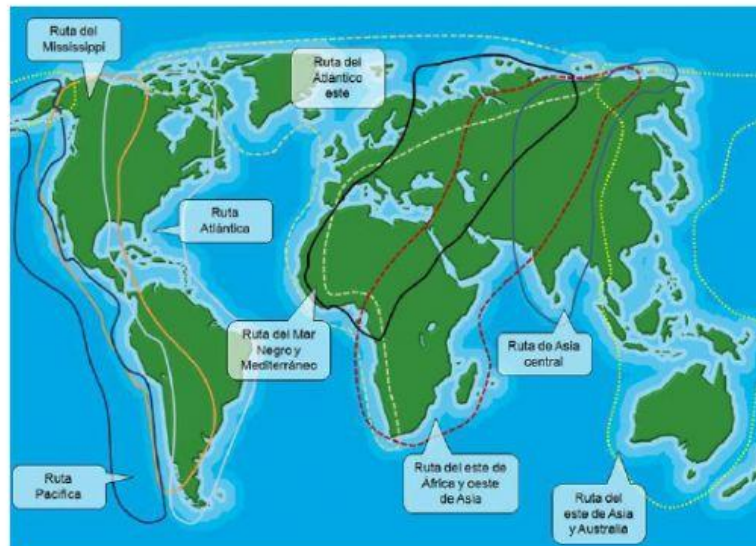 Ruta del
Mississippi
Ruta del
Atlántico
este
Ruta
Atlántica
Ruta del Mar
Negro y
Mediterráneo
Ruta de Asia
central
Ruta
Pacífica
Ruta del este de
África y oeste
de Asia
Ruta del
este de Asia
y Australia